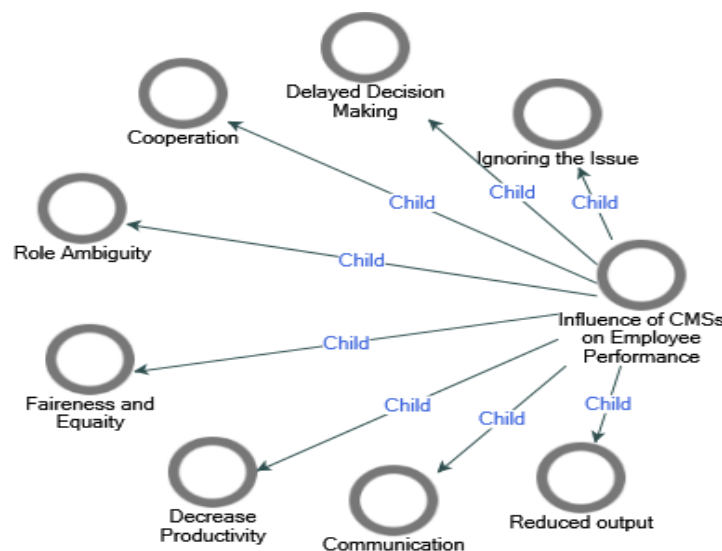 Delayed Decision
Making
Cooperation
Ignoring the Issue
Child
Child
Child
Role Ambiguity
Child
Influence of CMSs
on Employee
Performance
Child
Faireness and
Equaity
Child
Child
Child
Decrease
Productivity
Communication
Reduced output